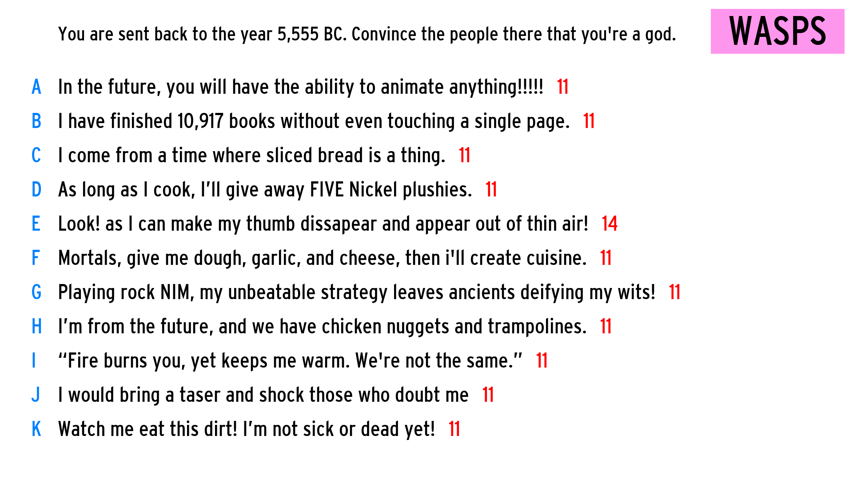 You are sent back to the year 5,555 BC. Convince the people there that you're a god.
WASPS
A In the future, you will have the ability to animate anything!!!!! 11
B I have finished 10,917 books without even touching a single page. 11
C I come from a time where sliced bread is a thing. 11
D As long as I cook, I’ll give away FIVE Nickel plushies. 11
E Look! as I can make my thumb dissapear and appear out of thin air! 14
F Mortals, give me dough, garlic, and cheese, then i'll create cuisine. 11
G Playing rock NIM, my unbeatable strategy leaves ancients deifying my wits! 11
H I’m from the future, and we have chicken nuggets and trampolines. 11
I “Fire burns you, yet keeps me warm. We're not the same.” 11
J I would bring a taser and shock those who doubt me 11
K Watch me eat this dirt! I’m not sick or dead yet! 11